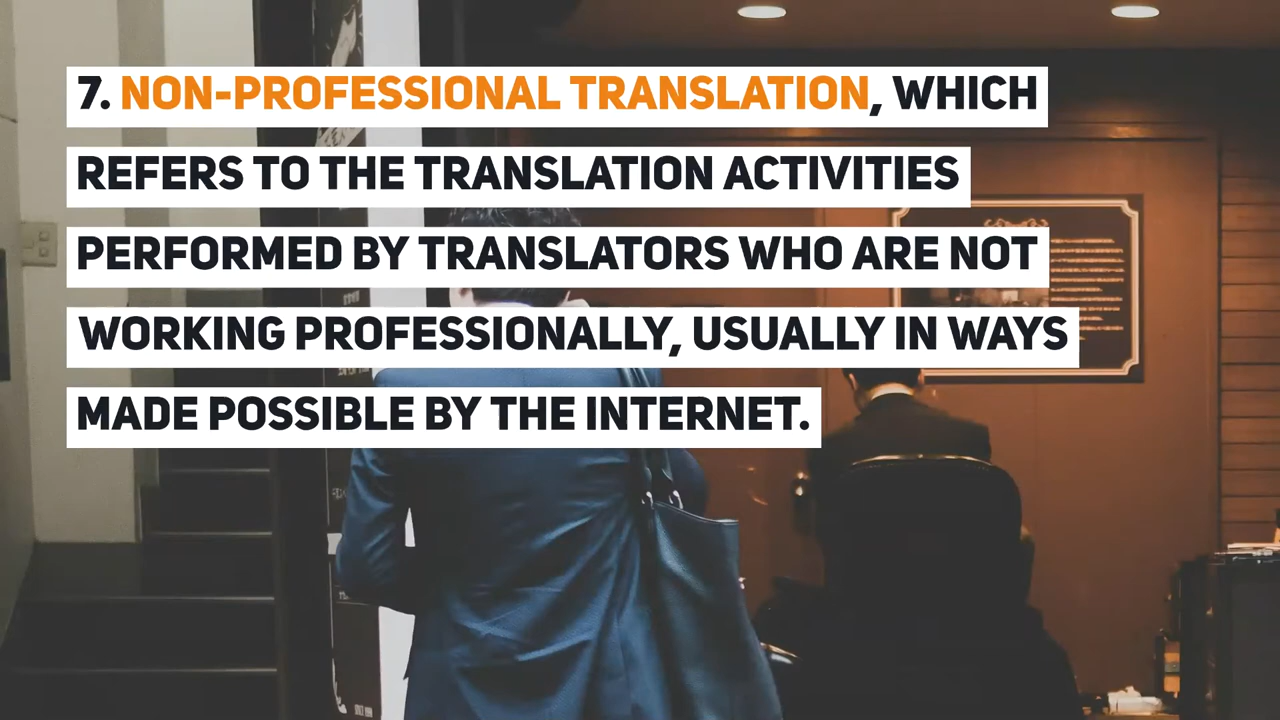 7. NON-PROFESSIONAL TRANSLATION, WHICH
REFERS TO THE TRANSLATION ACTIVITIES
PERFORMED BY TRANSLATORS WHO ARE NOT
WORKING PROFESSIONALLY, USUALLY IN WAYS
MADE POSSIBLE BY THE INTERNET.